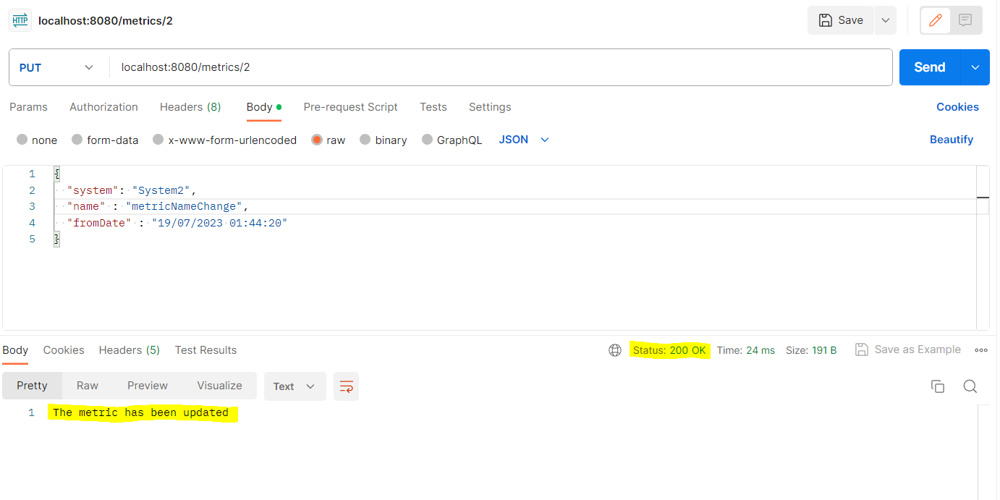 HTTP localhost:8080/metrics/2 Save
PUT localhost:8080/metrics/2 Send
Params Authorization Headers (8) Body Pre-request Script Tests Settings Cookies
none form-data x-www-form-urlencoded raw binary GraphQL JSON Beautify
1 {
2 "system": "System2",
3 "name" : "metricNameChange",
4 "fromDate" : "19/07/2023 01:44:20"
5 }
Body Cookies Headers (5) Test Results Status: 200 OK Time: 24 ms Size: 191 B Save as Example
Pretty Raw Preview Visualize Text
1 The metric has been updated